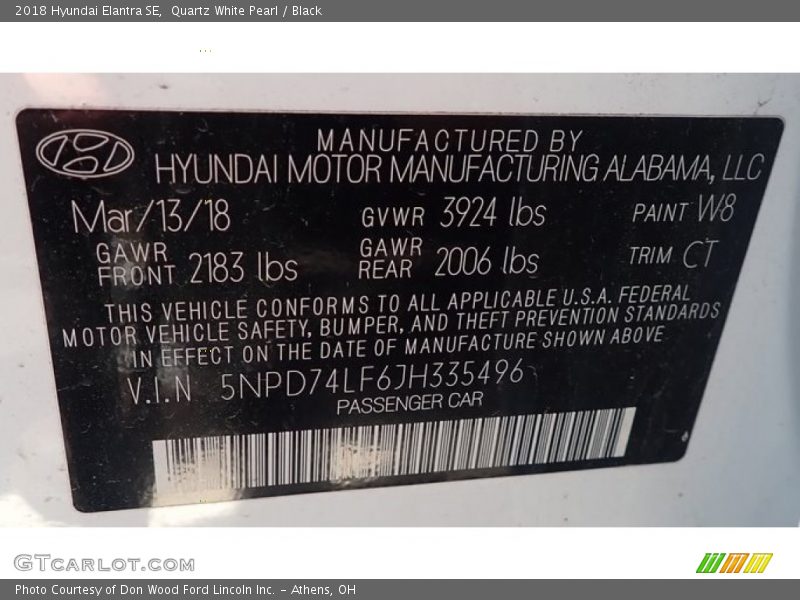 2018 Hyundai Elantra SE, Quartz White Pearl / Black
MANUFACTURED BY
HYUNDAI MOTOR MANUFACTURING ALABAMA, LLC
Mar/13/18 GVWR 3924 lbs PAINT W8
GAWR FRONT 2183 lbs GAWR REAR 2006 lbs TRIM CT
THIS VEHICLE CONFORMS TO ALL APPLICABLE U.S.A. FEDERAL
MOTOR VEHICLE SAFETY, BUMPER, AND THEFT PREVENTION STANDARDS
IN EFFECT ON THE DATE OF MANUFACTURE SHOWN ABOVE
V.I.N 5NPD74LF6JH335496
PASSENGER CAR
GTCARLOT.COM
Photo Courtesy of Don Wood Ford Lincoln Inc. - Athens, OH